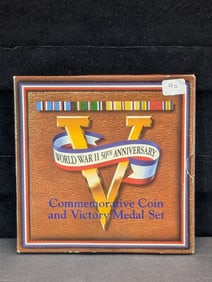 WORLD WAR II 50TH ANNIVERSARY
Commemorative Coin
and Victory Medal Set